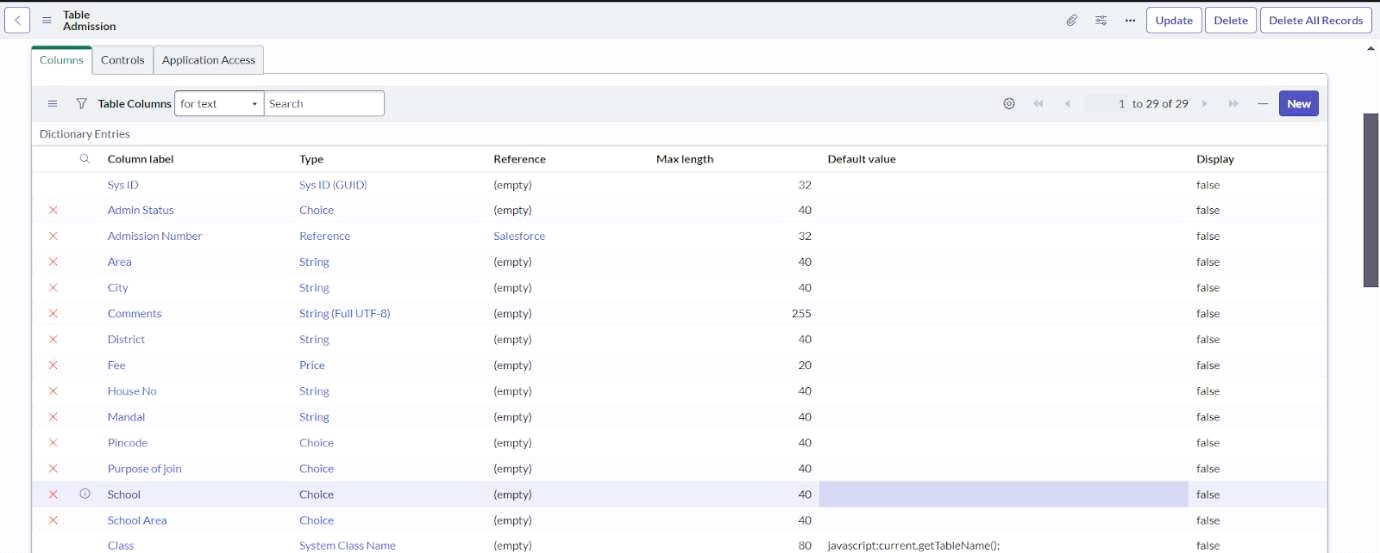 Table
Admission
Update Delete Delete All Records
Columns Controls Application Access
Table Columns for text Search 1 to 29 of 29 New
Dictionary Entries
Column label Type Reference Max length Default value Display
Sys ID Sys ID (GUID) (empty) 32 false
Admin Status Choice (empty) 40 false
Admission Number Reference Salesforce 32 false
Area String (empty) 40 false
City String (empty) 40 false
Comments String (Full UTF-8) (empty) 255 false
District String (empty) 40 false
Fee Price (empty) 20 false
House No String (empty) 40 false
Mandal String (empty) 40 false
Pincode Choice (empty) 40 false
Purpose of join Choice (empty) 40 false
School Choice (empty) 40 false
School Area Choice (empty) 40 false
Class System Class Name (empty) 80 javascript:current.getTableName(); false